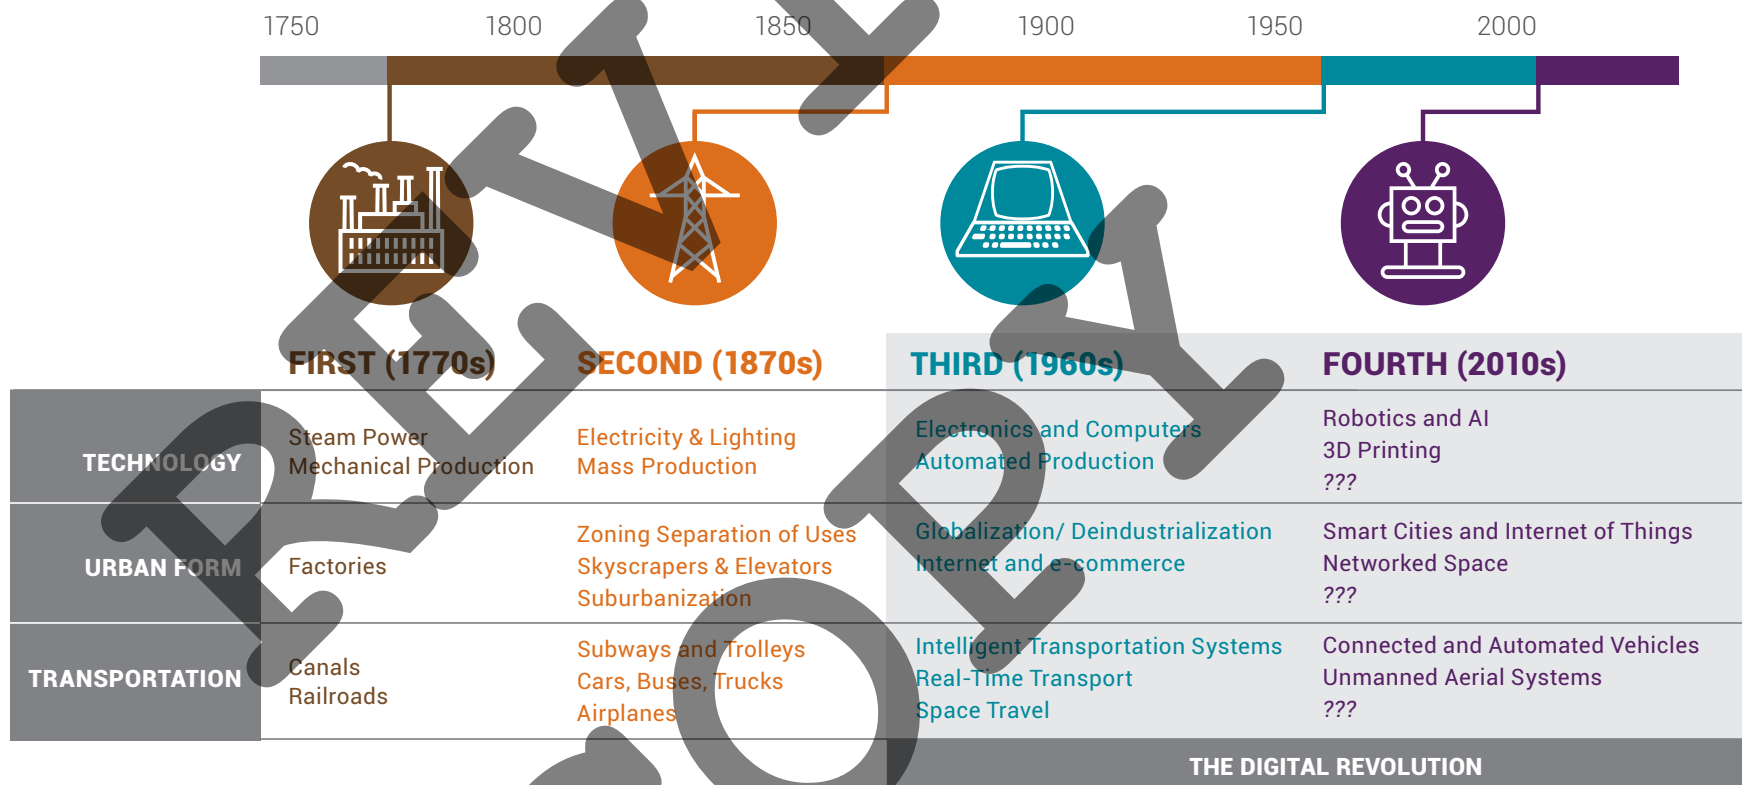 1750 1800 1850 1900 1950 2000
FIRST (1770s) SECOND (1870s) THIRD (1960s) FOURTH (2010s)
TECHNOLOGY
Steam Power
Mechanical Production
Electricity & Lighting
Mass Production
Electronics and Computers
Automated Production
Robotics and AI
3D Printing
???
URBAN FORM
Factories
Zoning Separation of Uses
Skyscrapers & Elevators
Suburbanization
Globalization/ Deindustrialization
Internet and e-commerce
Smart Cities and Internet of Things
Networked Space
???
TRANSPORTATION
Canals
Railroads
Subways and Trolleys
Cars, Buses, Trucks
Airplanes
Intelligent Transportation Systems
Real-Time Transport
Space Travel
Connected and Automated Vehicles
Unmanned Aerial Systems
???
THE DIGITAL REVOLUTION